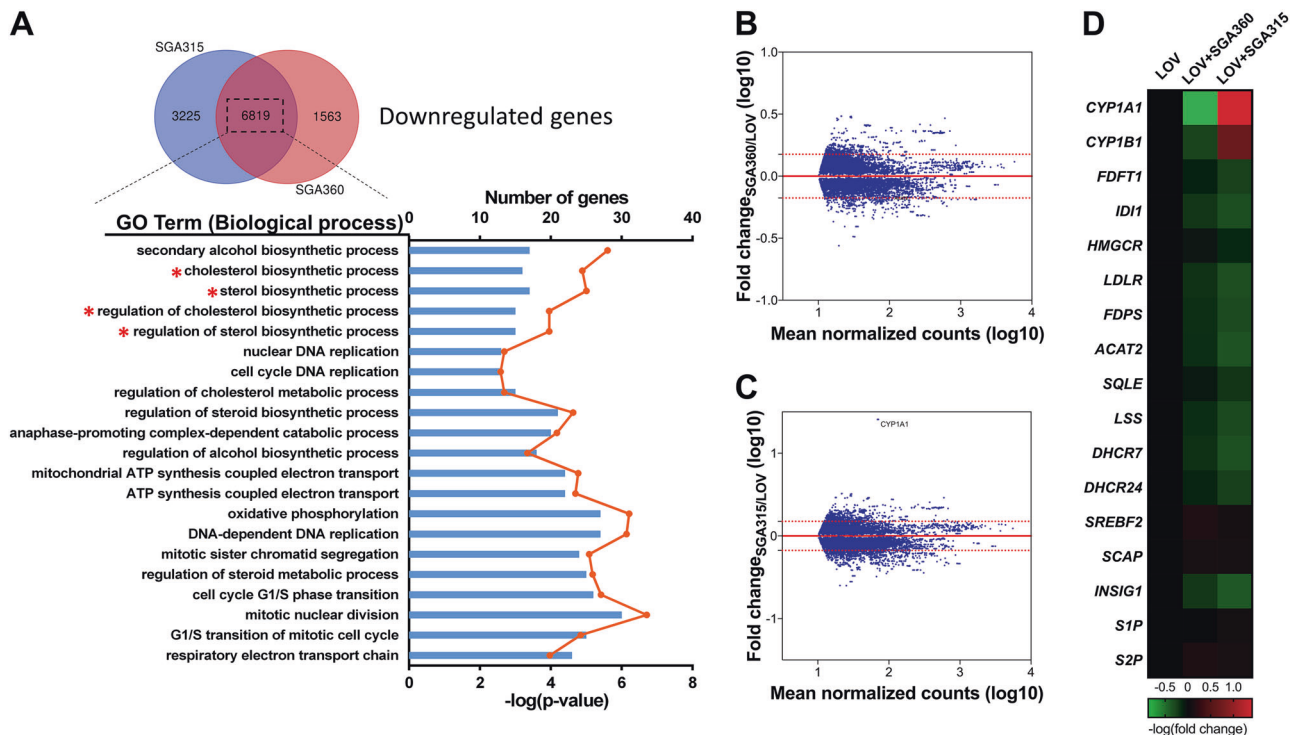 A
SGA315
3225
6819
1563
Downregulated genes
SGA360
Number of genes
GO Term (Biological process)
0
10
20
30
40
secondary alcohol biosynthetic process
* cholesterol biosynthetic process
* sterol biosynthetic process
* regulation of cholesterol biosynthetic process
* regulation of sterol biosynthetic process
nuclear DNA replication
cell cycle DNA replication
regulation of cholesterol metabolic process
regulation of steroid biosynthetic process
anaphase-promoting complex-dependent catabolic process
regulation of alcohol biosynthetic process
mitochondrial ATP synthesis coupled electron transport
ATP synthesis coupled electron transport
oxidative phosphorylation
DNA-dependent DNA replication
mitotic sister chromatid segregation
regulation of steroid metabolic process
cell cycle G1/S phase transition
mitotic nuclear division
G1/S transition of mitotic cell cycle
respiratory electron transport chain
0
2
4
6
8
-log(p-value)
B
Fold change SGA360/LOV (log10)
1.0
0.5
0.0
-0.5
-1.0
1
2
3
4
Mean normalized counts (log10)
C
Fold change SGA315/LOV (log10)
CYP1A1
1
0
-1
1
2
3
4
Mean normalized counts (log10)
D
LOV
LOV+SGA360
LOV+SGA315
CYP1A1
CYP1B1
FDFT1
IDI1
HMGCR
LDLR
FDPS
ACAT2
SQLE
LSS
DHCR7
DHCR24
SREBF2
SCAP
INSIG1
S1P
S2P
-0.5
0
0.5
1.0
-log(fold change)